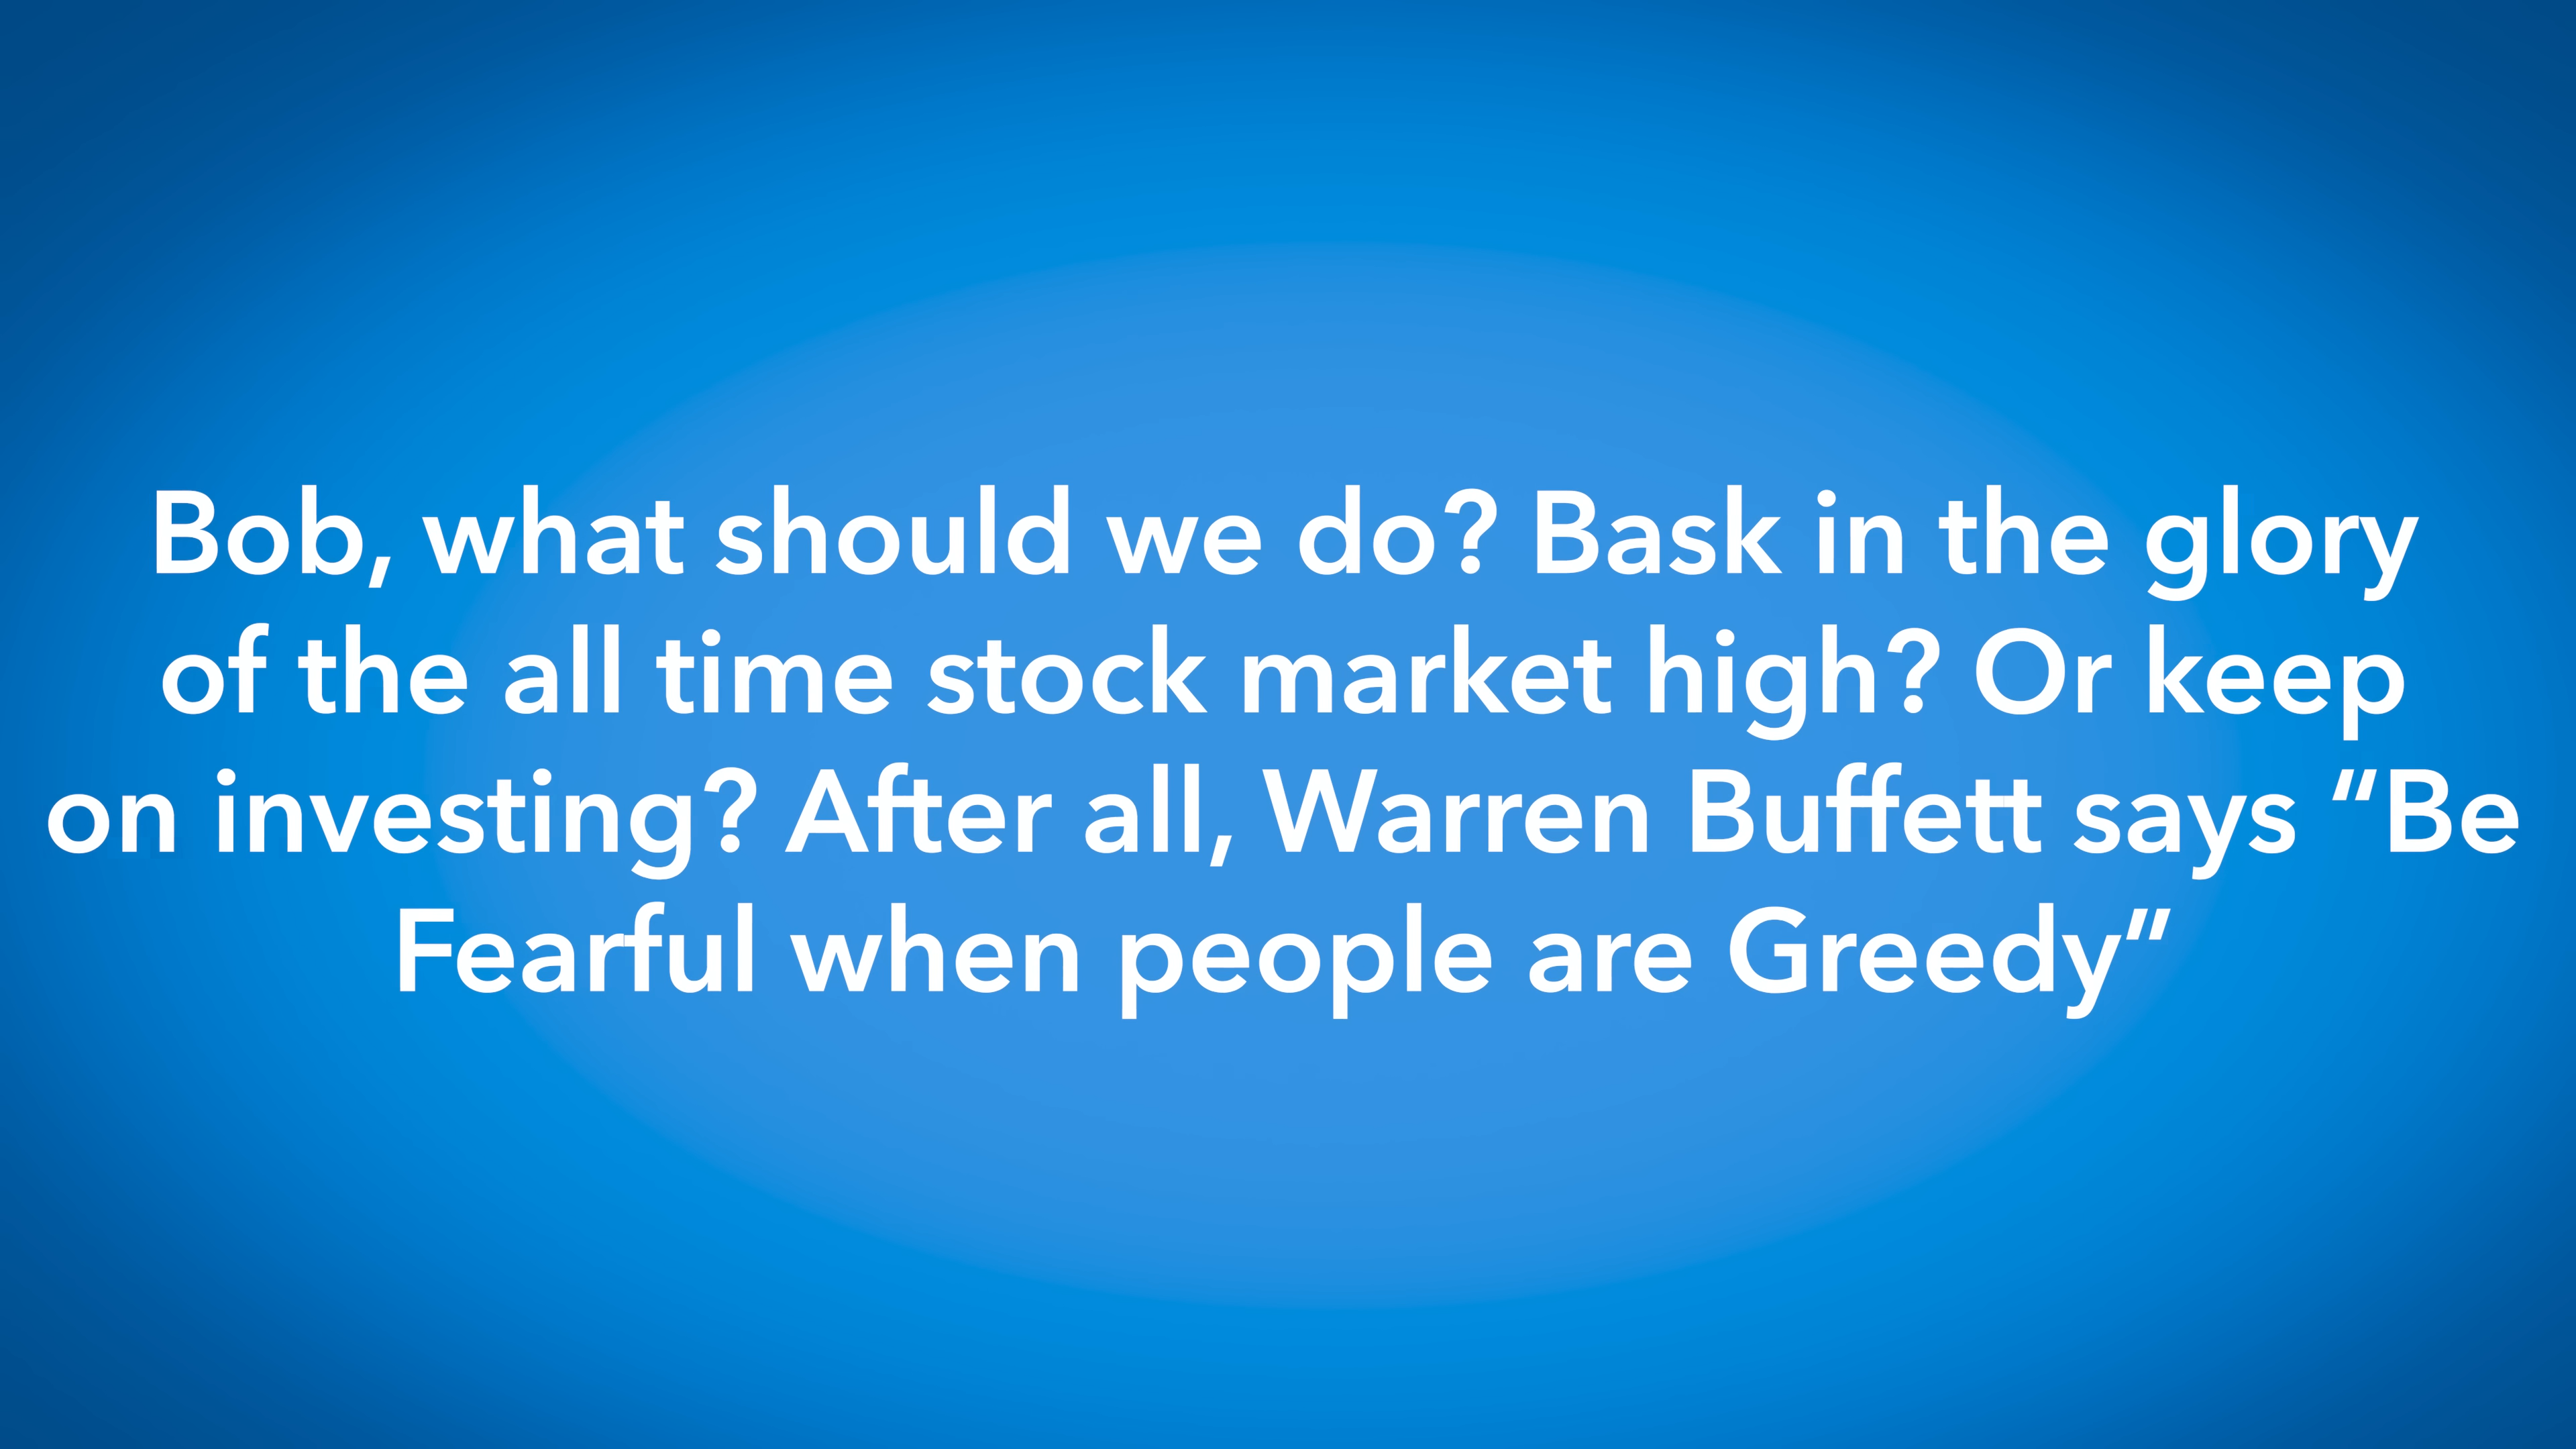 Bob, what should we do? Bask in the glory
of the all time stock market high? Or keep
on investing? After all, Warren Buffett says “Be
Fearful when people are Greedy”